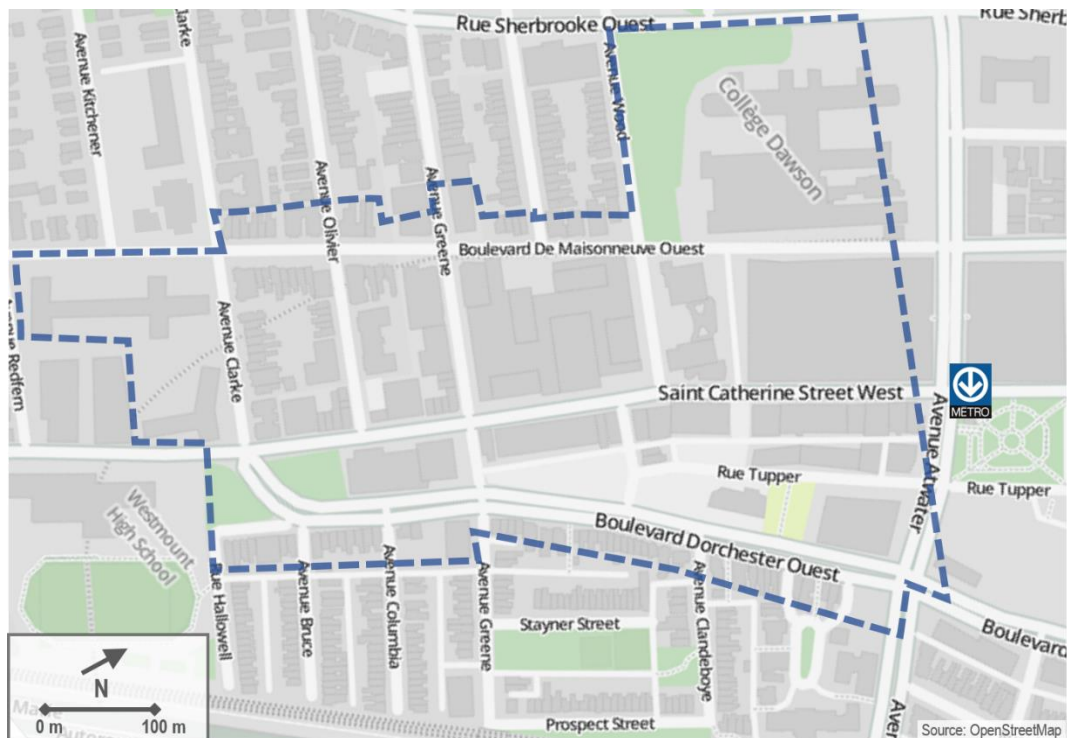 Rue Sherbrooke Ouest
Rue Sherb
Clarke
Avenue Kitchener
Avenue Wood
Collège Dawson
Avenue Olivier
Avenue Greene
Boulevard De Maisonneuve Ouest
Avenue Redfern
Avenue Clarke
Saint Catherine Street West
METRO
Avenue Atwater
Rue Tupper
Rue Tupper
Westmount
High School
Boulevard Dorchester Ouest
Rue Hallowell
Avenue Bruce
Avenue Columbia
Avenue Greene
Avenue Clandeboye
Stayner Street
Boulevard
N
0 m
100 m
Prospect Street
Aven
Source: OpenStreetMap